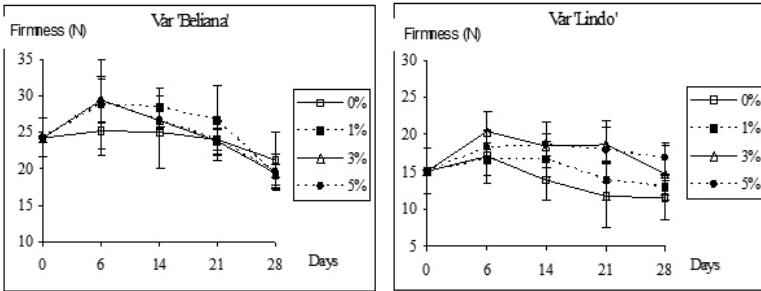 Var 'Beliana'
Firmness (N)
35
30
25
20
15
10
0 6 14 21 28
Days
0%
1%
3%
5%
Var 'Lindo'
Firmness (N)
30
25
20
15
10
5
0 6 14 21 28
Days
0%
1%
3%
5%